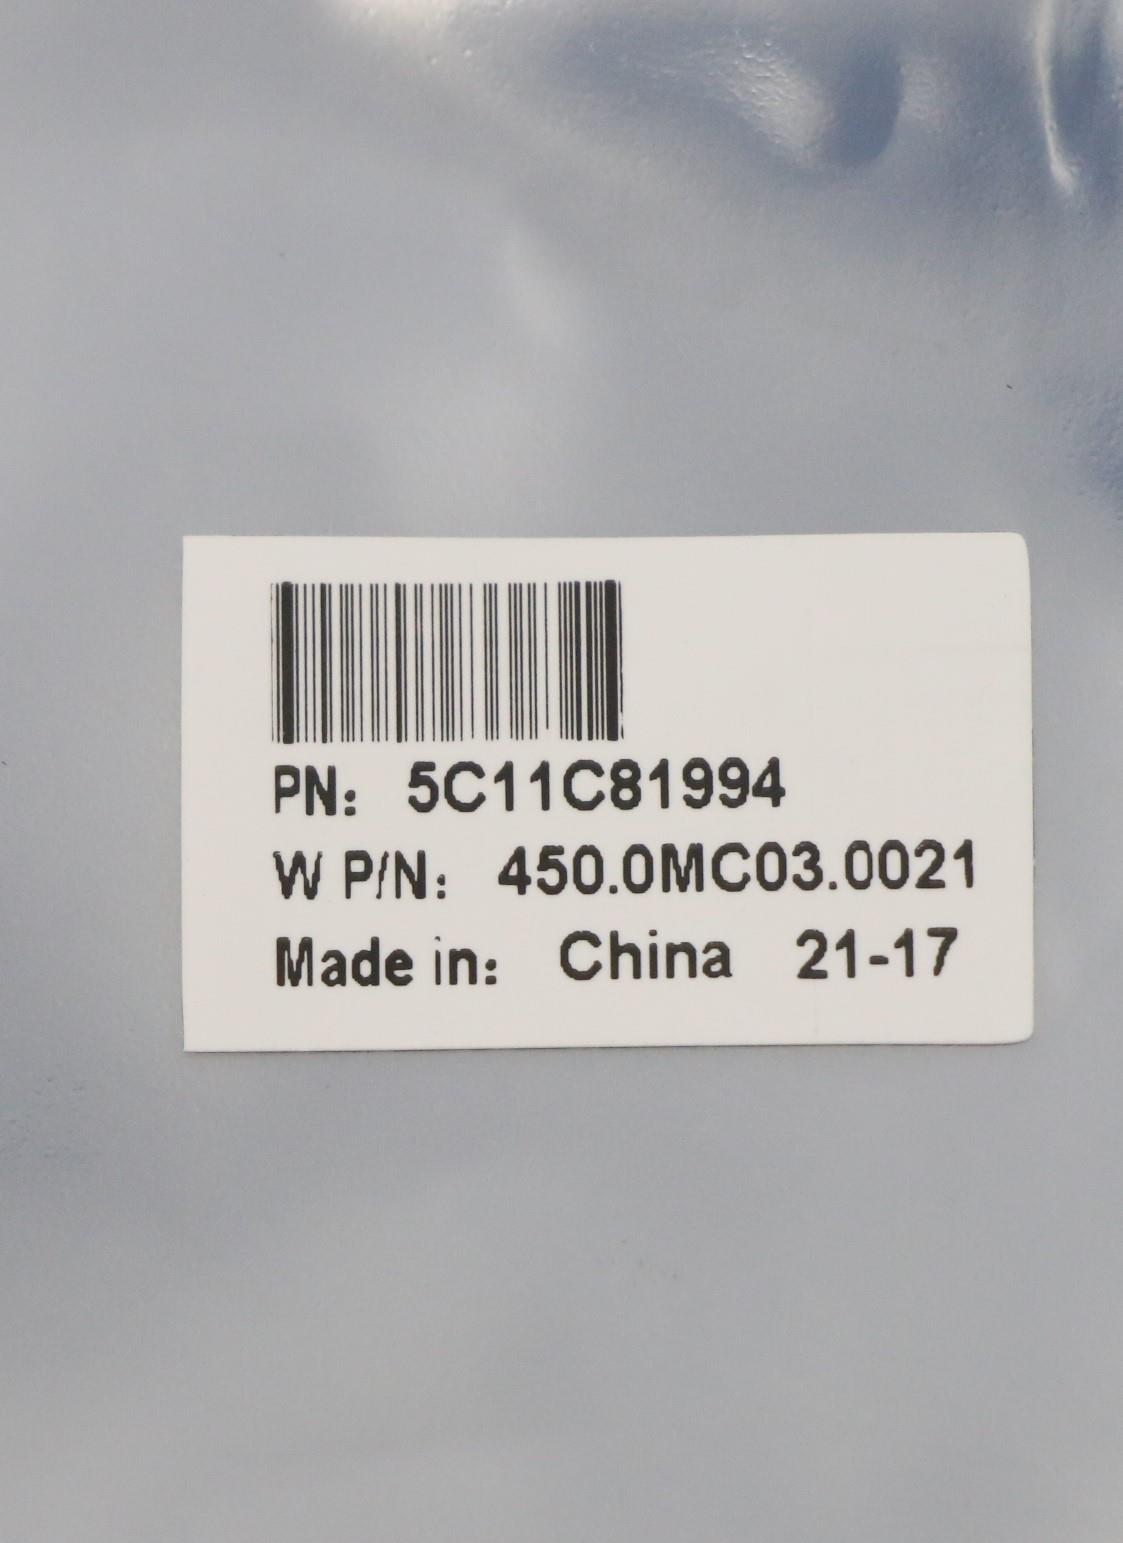 PN: 5C11C81994
W P/N: 450.0MC03.0021
Made in: China 21-17